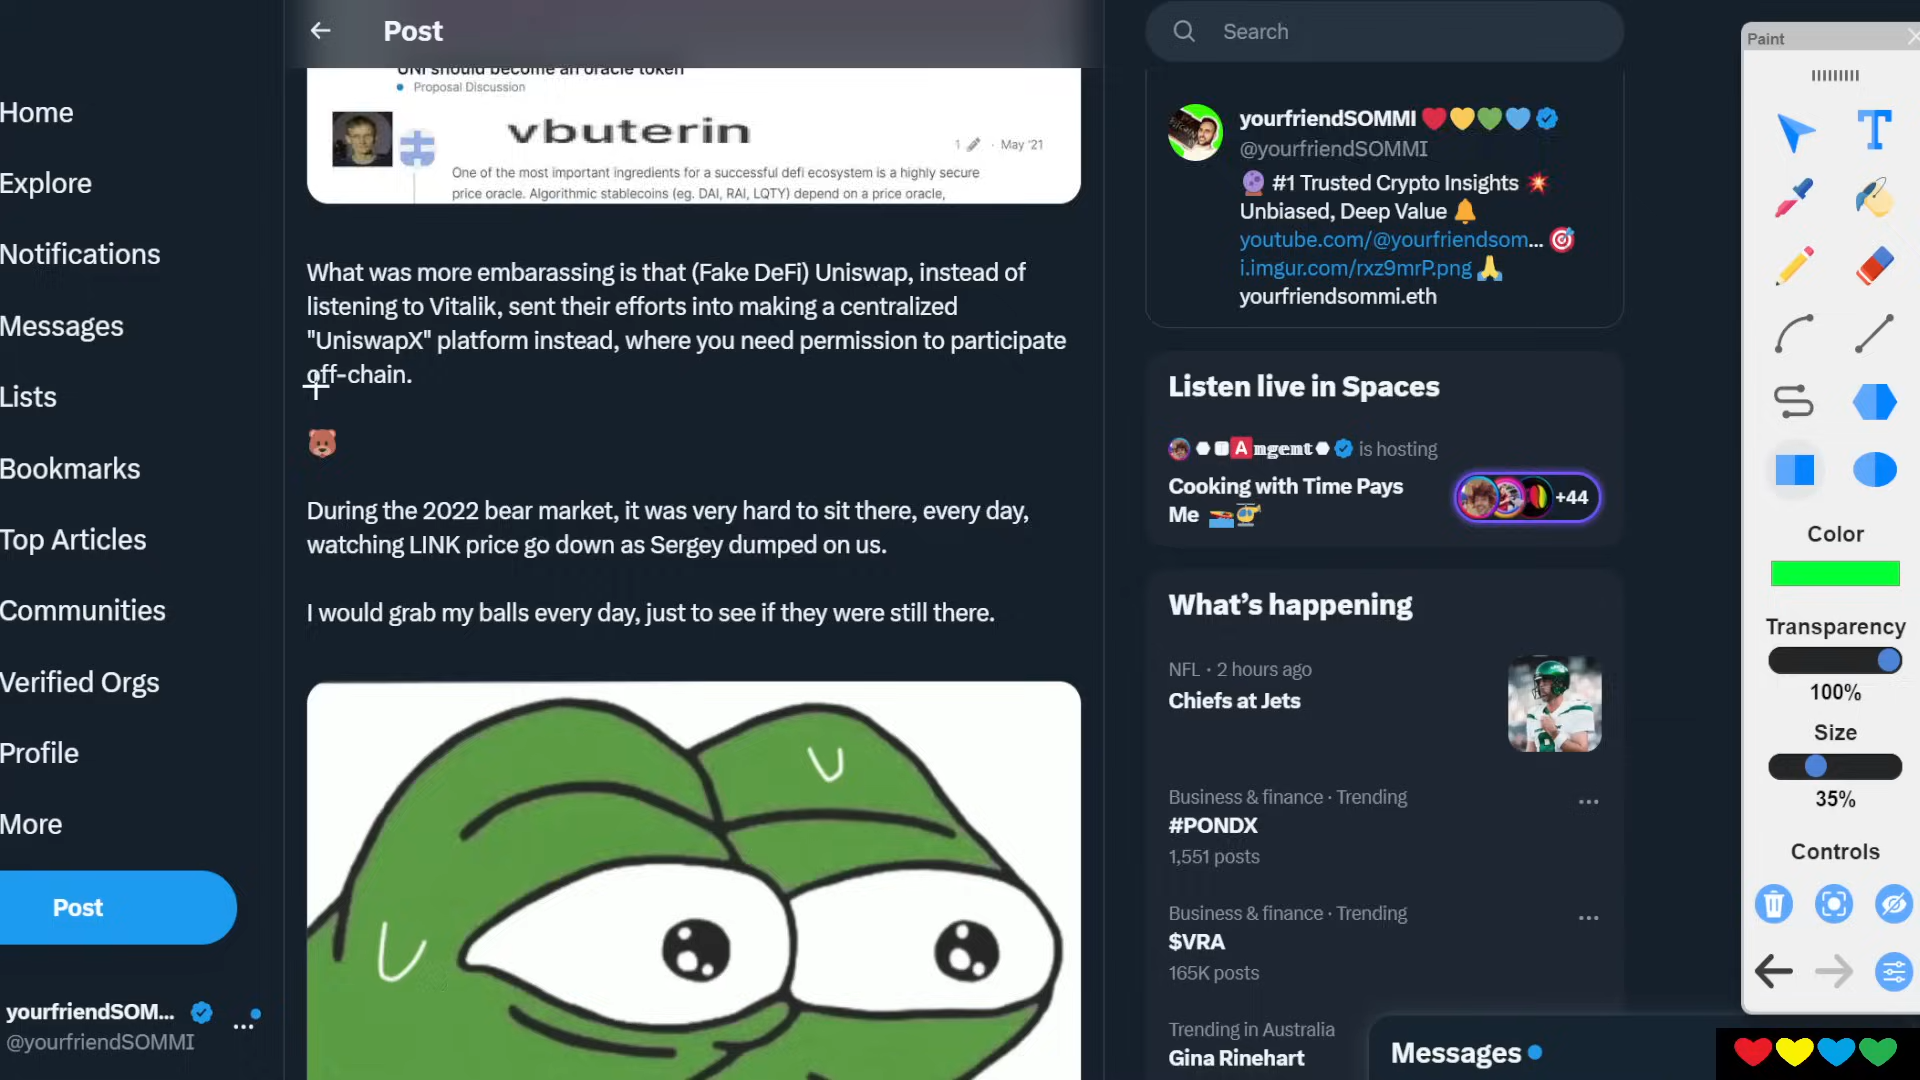 Home
Explore
Notifications
Messages
Lists
Bookmarks
Top Articles
Communities
Verified Orgs
Profile
More
Post
yourfriendSOM...
@yourfriendSOMMI
Post
UNI should become an oracle token
Proposal Discussion
vbuterin
1 · May '21
One of the most important ingredients for a successful defi ecosystem is a highly secure
price oracle. Algorithmic stablecoins (eg. DAI, RAI, LQTY) depend on a price oracle,
What was more embarassing is that (Fake DeFi) Uniswap, instead of
listening to Vitalik, sent their efforts into making a centralized
"UniswapX" platform instead, where you need permission to participate
off-chain.
During the 2022 bear market, it was very hard to sit there, every day,
watching LINK price go down as Sergey dumped on us.
I would grab my balls every day, just to see if they were still there.
Search
yourfriendSOMMI ❤️💛💚💙
@yourfriendSOMMI
🔮 #1 Trusted Crypto Insights 💥
Unbiased, Deep Value 🔔
youtube.com/@yourfriendsom... 🎯
i.imgur.com/rxz9mrP.png 🙏
yourfriendsommi.eth
Listen live in Spaces
🅰ngent is hosting
Cooking with Time Pays
Me
+44
What's happening
NFL · 2 hours ago
Chiefs at Jets
Business & finance · Trending
#PONDX
1,551 posts
Business & finance · Trending
$VRA
165K posts
Trending in Australia
Gina Rinehart
Messages
Paint
Color
Transparency
100%
Size
35%
Controls